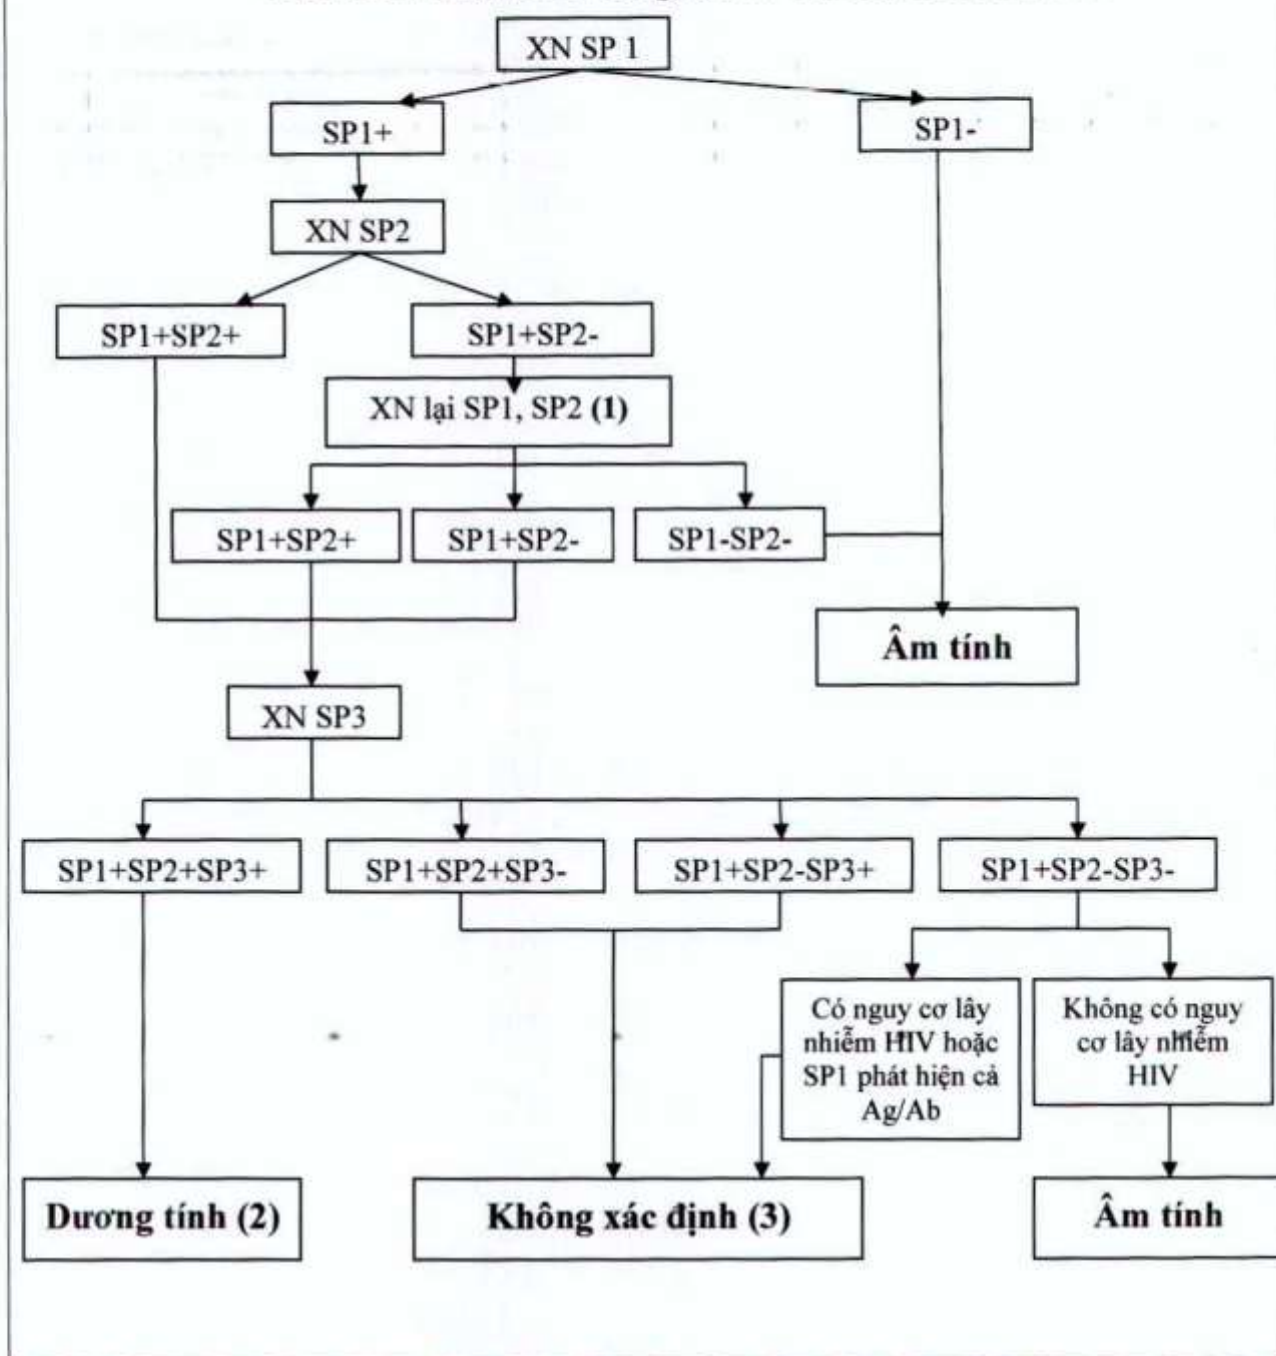 XN SP 1
SP1+
SP1-
XN SP2
SP1+SP2+
SP1+SP2-
XN lại SP1, SP2 (1)
SP1+SP2+
SP1+SP2-
SP1-SP2-
Âm tính
XN SP3
SP1+SP2+SP3+
SP1+SP2+SP3-
SP1+SP2-SP3+
SP1+SP2-SP3-
Có nguy cơ lây
nhiễm HIV hoặc
SP1 phát hiện cả
Ag/Ab
Không có nguy
cơ lây nhiễm
HIV
Dương tính (2)
Không xác định (3)
Âm tính